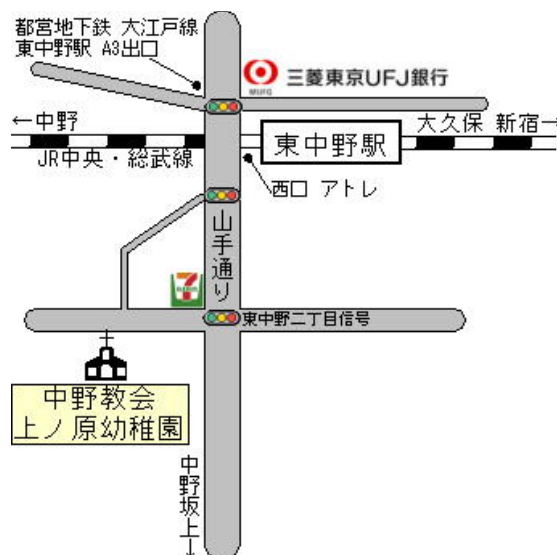 都営地下鉄 大江戸線
東中野駅 A3出口
MUFG
三菱東京UFJ銀行
←中野
東中野駅
大久保 新宿→
JR中央・総武線
西口 アトレ
山手通り
7
東中野二丁目信号
中野教会
上ノ原幼稚園
中野坂上→